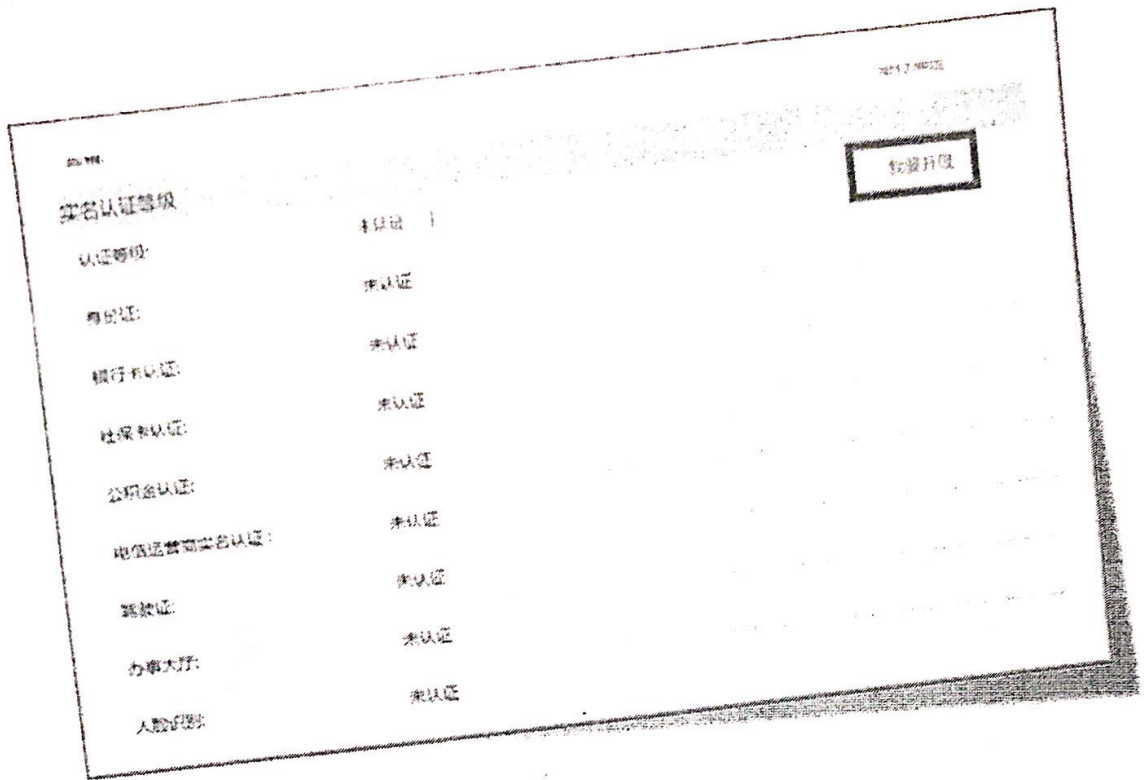 实名认证等级
我要升级
认证等级: 未认证
身份证: 未认证
银行卡认证: 未认证
社保卡认证: 未认证
公积金认证: 未认证
电信运营商实名认证: 未认证
驾驶证: 未认证
办事大厅: 未认证
人脸识别: 未认证